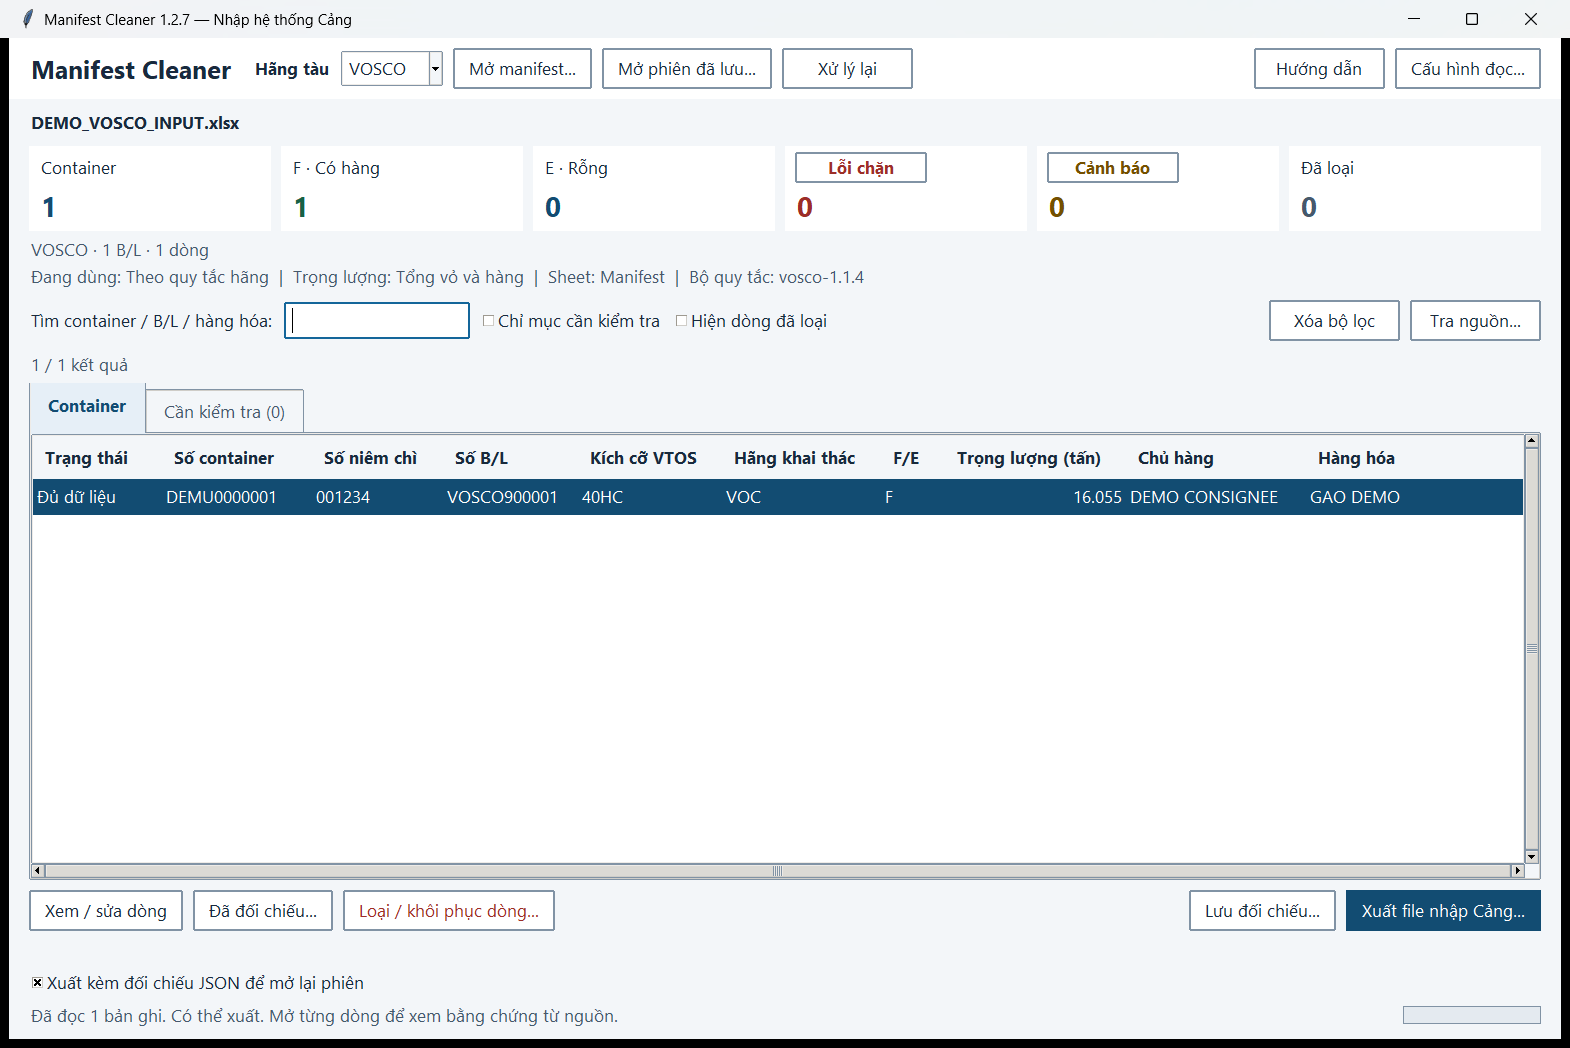 Manifest Cleaner 1.2.7 — Nhập hệ thống Cảng
Manifest Cleaner Hãng tàu VOSCO Mở manifest... Mở phiên đã lưu... Xử lý lại Hướng dẫn Cấu hình đọc...
DEMO_VOSCO_INPUT.xlsx
Container F · Có hàng E · Rỗng Lỗi chặn Cảnh báo Đã loại
1 1 0 0 0 0
VOSCO · 1 B/L · 1 dòng
Đang dùng: Theo quy tắc hãng | Trọng lượng: Tổng vỏ và hàng | Sheet: Manifest | Bộ quy tắc: vosco-1.1.4
Tìm container / B/L / hàng hóa: Chỉ mục cần kiểm tra Hiện dòng đã loại Xóa bộ lọc Tra nguồn...
1 / 1 kết quả
Container Cần kiểm tra (0)
Trạng thái Số container Số niêm chì Số B/L Kích cỡ VTOS Hãng khai thác F/E Trọng lượng (tấn) Chủ hàng Hàng hóa
Đủ dữ liệu DEMU0000001 001234 VOSCO900001 40HC VOC F 16.055 DEMO CONSIGNEE GAO DEMO
Xem / sửa dòng Đã đối chiếu... Loại / khôi phục dòng... Lưu đối chiếu... Xuất file nhập Cảng...
Xuất kèm đối chiếu JSON để mở lại phiên
Đã đọc 1 bản ghi. Có thể xuất. Mở từng dòng để xem bằng chứng từ nguồn.